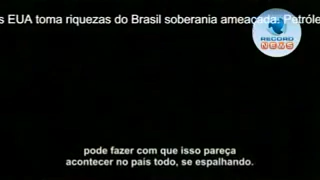 s EUA toma riquezas do Brasil soberania ameaçada. Petróle
RECORD
NEWS
pode fazer com que isso pareça
acontecer no país todo, se espalhando.